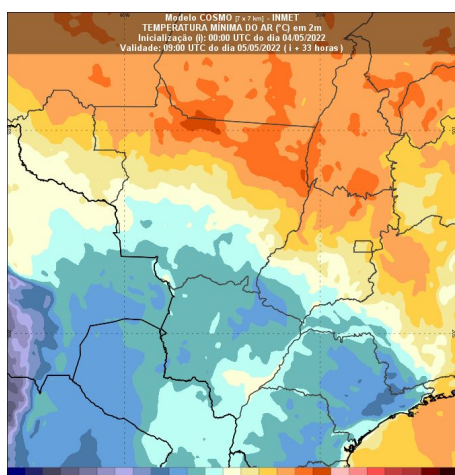 Modelo COSMO [7 x 7 km] - INMET
TEMPERATURA MÍNIMA DO AR (°C) em 2m
Inicialização (i): 00:00 UTC do dia 04/05/2022
Validade: 09:00 UTC do dia 05/05/2022 ( i + 33 horas )